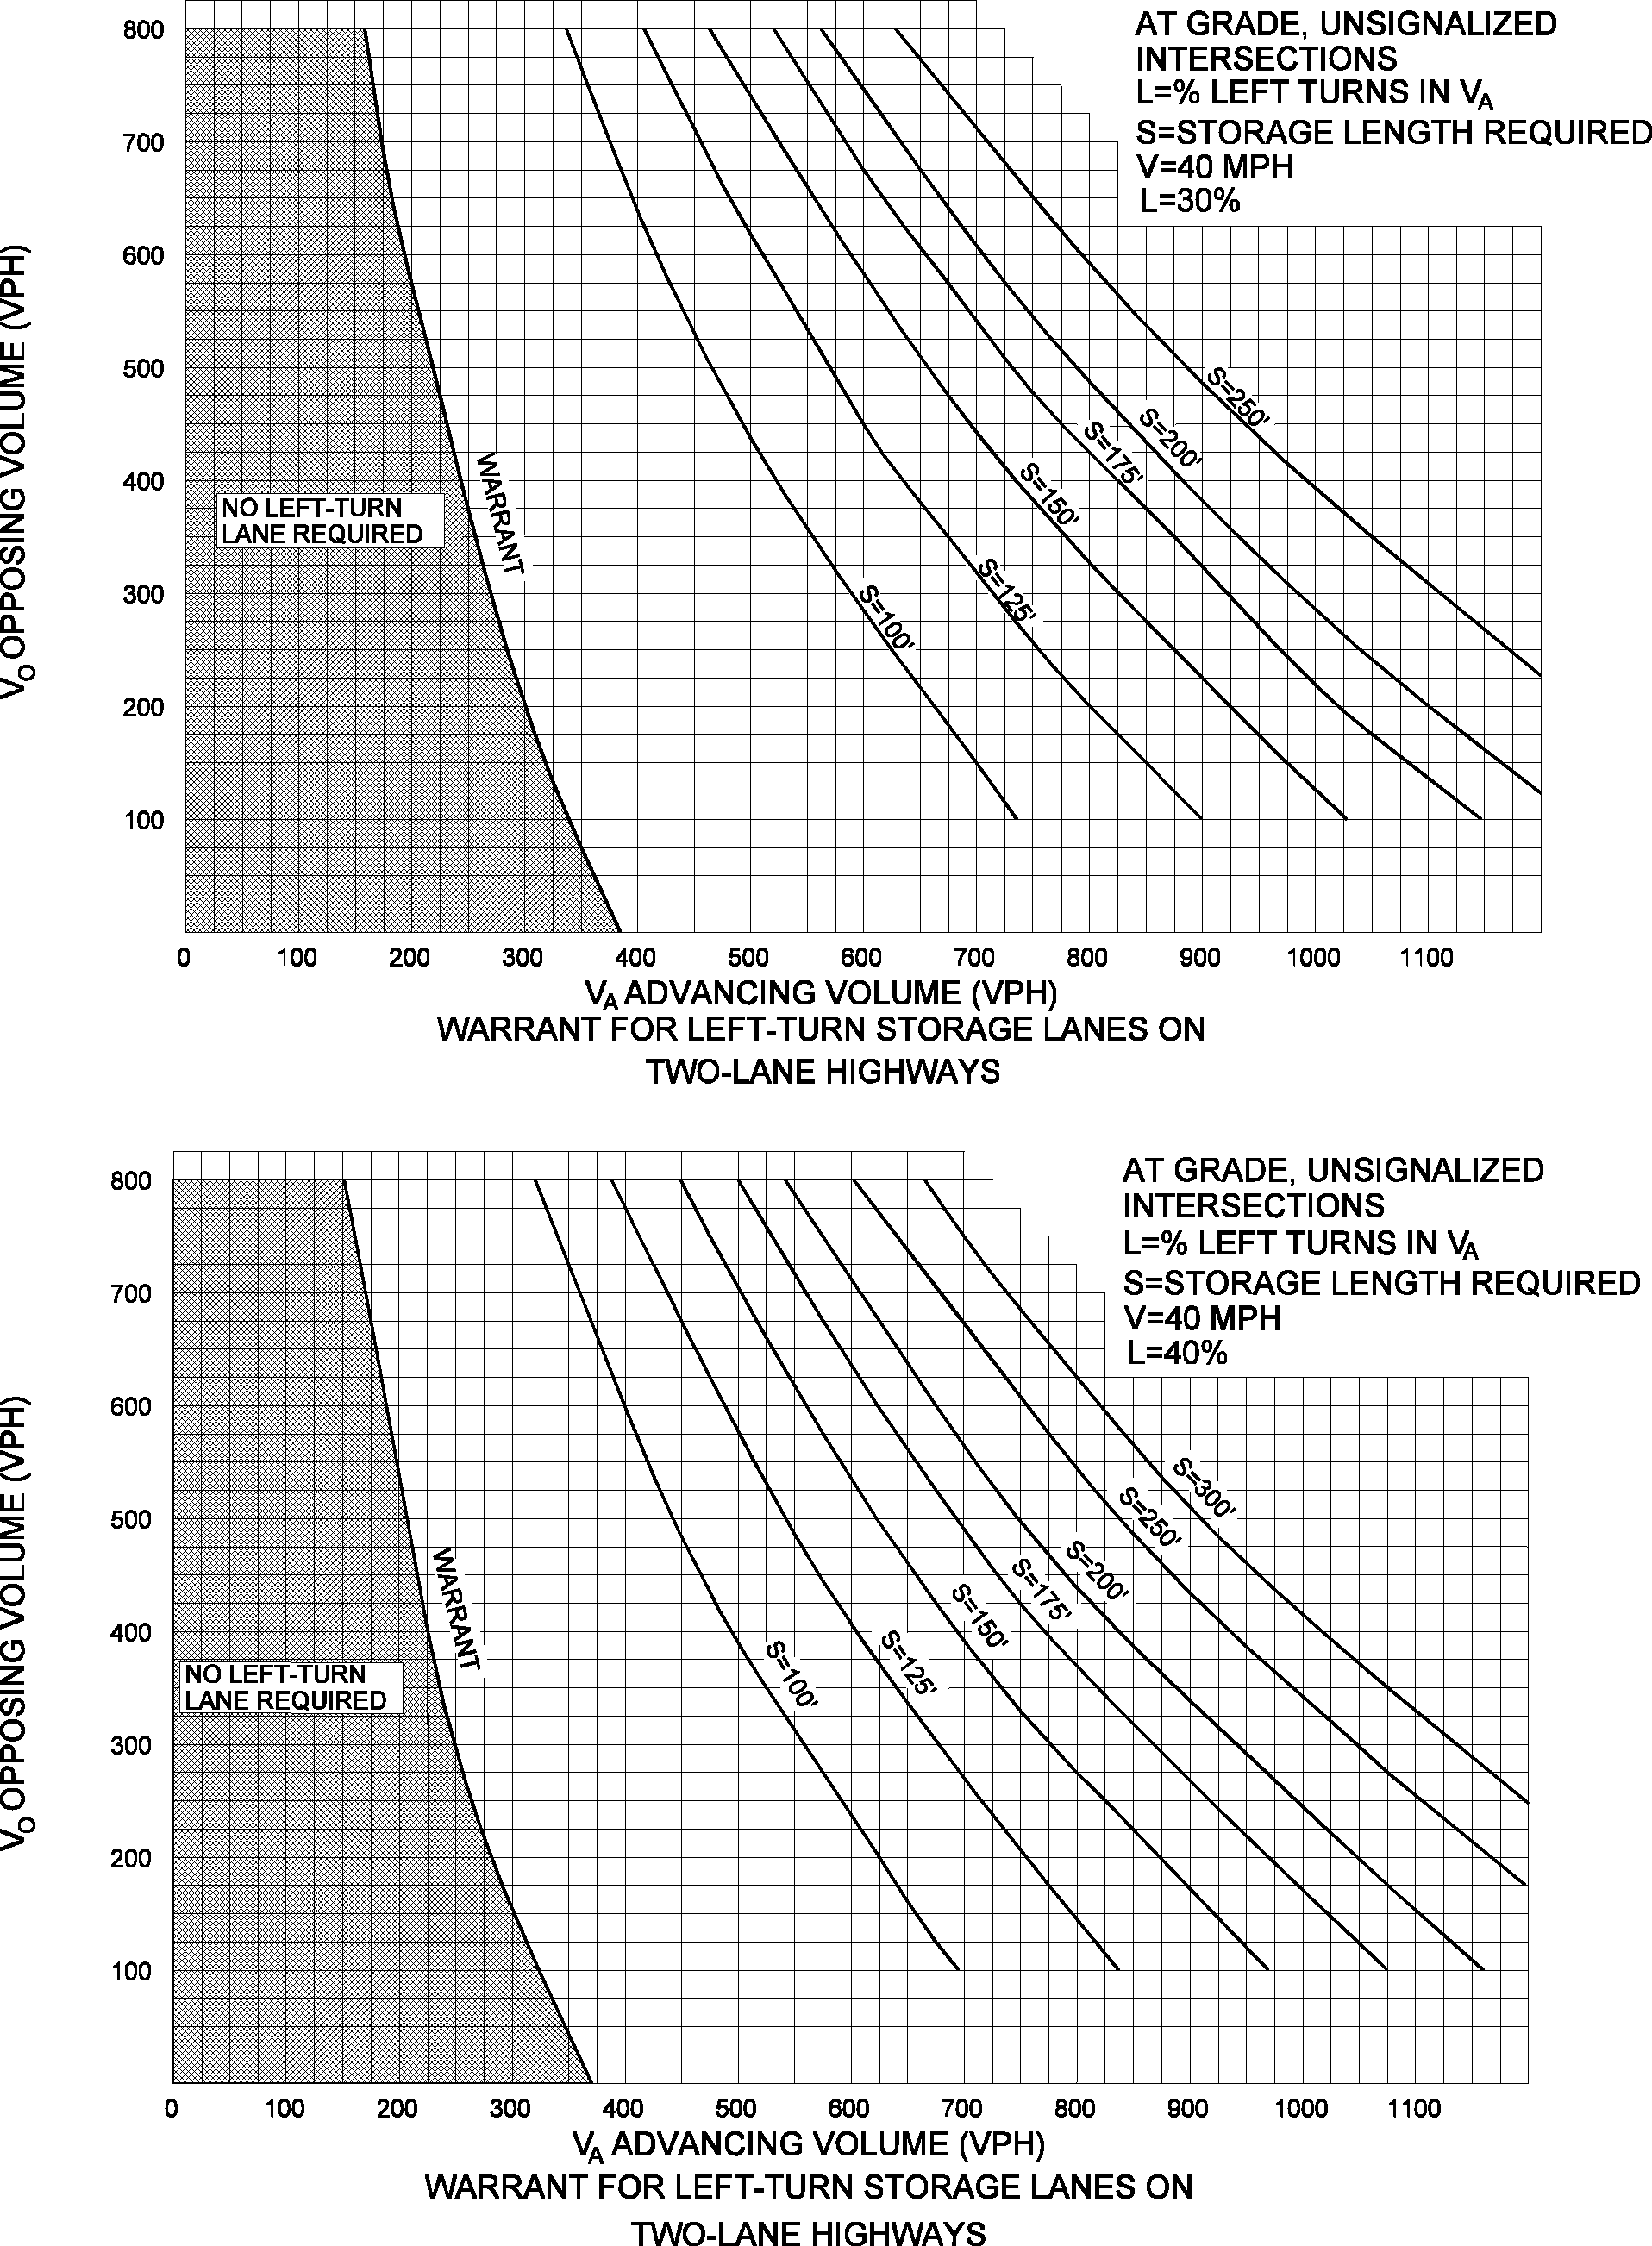 AT GRADE, UNSIGNALIZED
INTERSECTIONS
L=% LEFT TURNS IN VA
S=STORAGE LENGTH REQUIRED
V=40 MPH
L=30%
VO OPPOSING VOLUME (VPH)
800
700
600
500
400
300
200
100
NO LEFT-TURN
LANE REQUIRED
WARRANT
S=100'
S=125'
S=150'
S=175'
S=200'
S=250'
0 100 200 300 400 500 600 700 800 900 1000 1100
VA ADVANCING VOLUME (VPH)
WARRANT FOR LEFT-TURN STORAGE LANES ON
TWO-LANE HIGHWAYS
AT GRADE, UNSIGNALIZED
INTERSECTIONS
L=% LEFT TURNS IN VA
S=STORAGE LENGTH REQUIRED
V=40 MPH
L=40%
VO OPPOSING VOLUME (VPH)
800
700
600
500
400
300
200
100
NO LEFT-TURN
LANE REQUIRED
WARRANT
S=100'
S=125'
S=150'
S=175'
S=200'
S=250'
S=300'
0 100 200 300 400 500 600 700 800 900 1000 1100
VA ADVANCING VOLUME (VPH)
WARRANT FOR LEFT-TURN STORAGE LANES ON
TWO-LANE HIGHWAYS